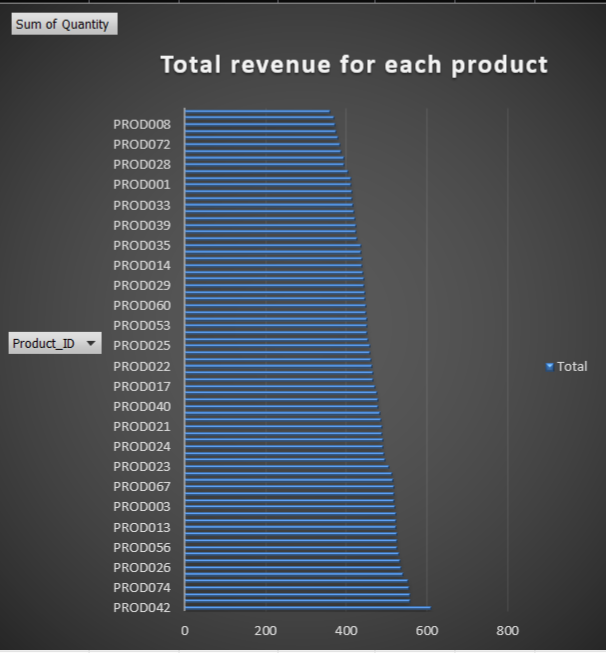 Sum of Quantity
Total revenue for each product
PROD008
PROD072
PROD028
PROD001
PROD033
PROD039
PROD035
PROD014
PROD029
PROD060
PROD053
Product_ID
PROD025
PROD022
Total
PROD017
PROD040
PROD021
PROD024
PROD023
PROD067
PROD003
PROD013
PROD056
PROD026
PROD074
PROD042
0 200 400 600 800